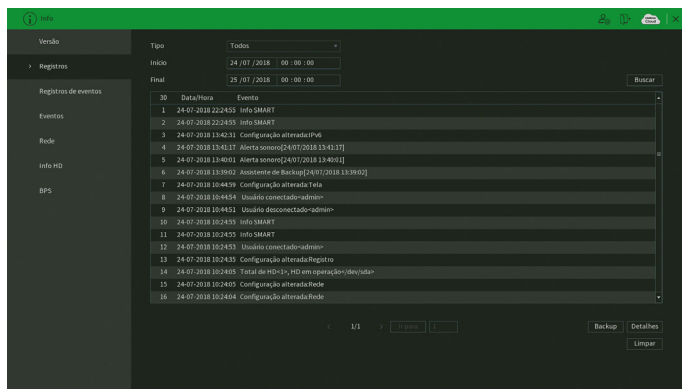 Info
Cloud
Versão
Registros
Registros de eventos
Eventos
Rede
Info HD
BPS
Tipo Todos
Início 24 /07 /2018 00 : 00 : 00
Final 25 /07 /2018 00 : 00 : 00
Buscar
30 Data/Hora Evento
1 24-07-2018 22:24:55 Info SMART
2 24-07-2018 22:24:55 Info SMART
3 24-07-2018 13:42:31 Configuração alterada:IPv6
4 24-07-2018 13:41:17 Alerta sonoro[24/07/2018 13:41:17]
5 24-07-2018 13:40:01 Alerta sonoro[24/07/2018 13:40:01]
6 24-07-2018 13:39:02 Assistente de Backup[24/07/2018 13:39:02]
7 24-07-2018 10:44:59 Configuração alterada:Tela
8 24-07-2018 10:44:54 Usuário conectado<admin>
9 24-07-2018 10:44:51 Usuário desconectado<admin>
10 24-07-2018 10:24:55 Info SMART
11 24-07-2018 10:24:55 Info SMART
12 24-07-2018 10:24:53 Usuário conectado<admin>
13 24-07-2018 10:24:35 Configuração alterada:Registro
14 24-07-2018 10:24:05 Total de HD<1>, HD em operação</dev/sda>
15 24-07-2018 10:24:05 Configuração alterada:Rede
16 24-07-2018 10:24:04 Configuração alterada:Rede
1/1 Ir para 1
Backup Detalhes
Limpar